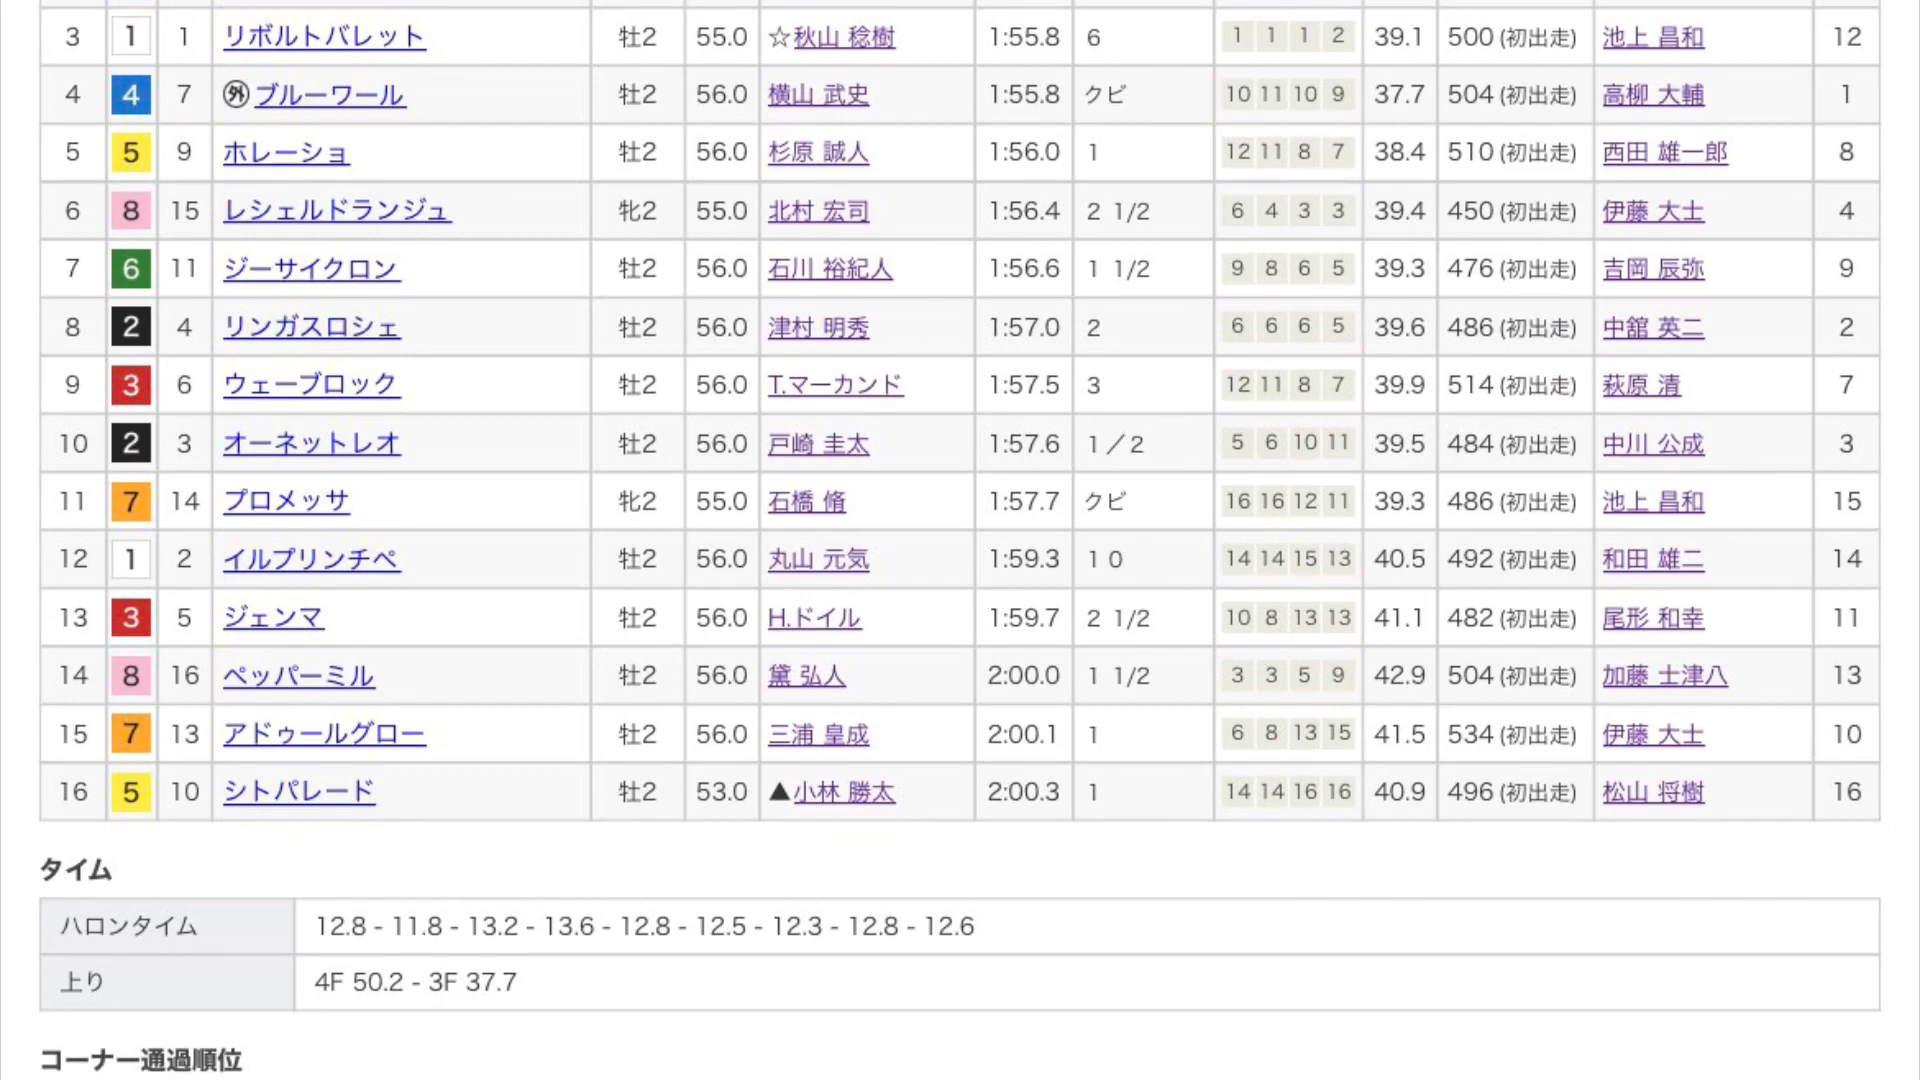 3 1 1 リボルトバレット 牡2 55.0 ☆秋山 稔樹 1:55.8 6 1 1 1 2 39.1 500 (初出走) 池上 昌和 12
4 4 7 外 ブルーワール 牡2 56.0 横山 武史 1:55.8 クビ 10 11 10 9 37.7 504 (初出走) 高柳 大輔 1
5 5 9 ホレーショ 牡2 56.0 杉原 誠人 1:56.0 1 12 11 8 7 38.4 510 (初出走) 西田 雄一郎 8
6 8 15 レシェルドランジュ 牝2 55.0 北村 宏司 1:56.4 2 1/2 6 4 3 3 39.4 450 (初出走) 伊藤 大士 4
7 6 11 ジーサイクロン 牡2 56.0 石川 裕紀人 1:56.6 1 1/2 9 8 6 5 39.3 476 (初出走) 吉岡 辰弥 9
8 2 4 リンガスロシェ 牡2 56.0 津村 明秀 1:57.0 2 6 6 6 5 39.6 486 (初出走) 中舘 英二 2
9 3 6 ウェーブロック 牡2 56.0 T.マーカンド 1:57.5 3 12 11 8 7 39.9 514 (初出走) 萩原 清 7
10 2 3 オーネットレオ 牡2 56.0 戸崎 圭太 1:57.6 1／2 5 6 10 11 39.5 484 (初出走) 中川 公成 3
11 7 14 プロメッサ 牝2 55.0 石橋 脩 1:57.7 クビ 16 16 12 11 39.3 486 (初出走) 池上 昌和 15
12 1 2 イルプリンチペ 牡2 56.0 丸山 元気 1:59.3 10 14 14 15 13 40.5 492 (初出走) 和田 雄二 14
13 3 5 ジェンマ 牡2 56.0 H.ドイル 1:59.7 2 1/2 10 8 13 13 41.1 482 (初出走) 尾形 和幸 11
14 8 16 ペッパーミル 牡2 56.0 黛 弘人 2:00.0 1 1/2 3 3 5 9 42.9 504 (初出走) 加藤 士津八 13
15 7 13 アドゥールグロー 牡2 56.0 三浦 皇成 2:00.1 1 6 8 13 15 41.5 534 (初出走) 伊藤 大士 10
16 5 10 シトパレード 牡2 53.0 ▲小林 勝太 2:00.3 1 14 14 16 16 40.9 496 (初出走) 松山 将樹 16
タイム
ハロンタイム 12.8 - 11.8 - 13.2 - 13.6 - 12.8 - 12.5 - 12.3 - 12.8 - 12.6
上り 4F 50.2 - 3F 37.7
コーナー通過順位